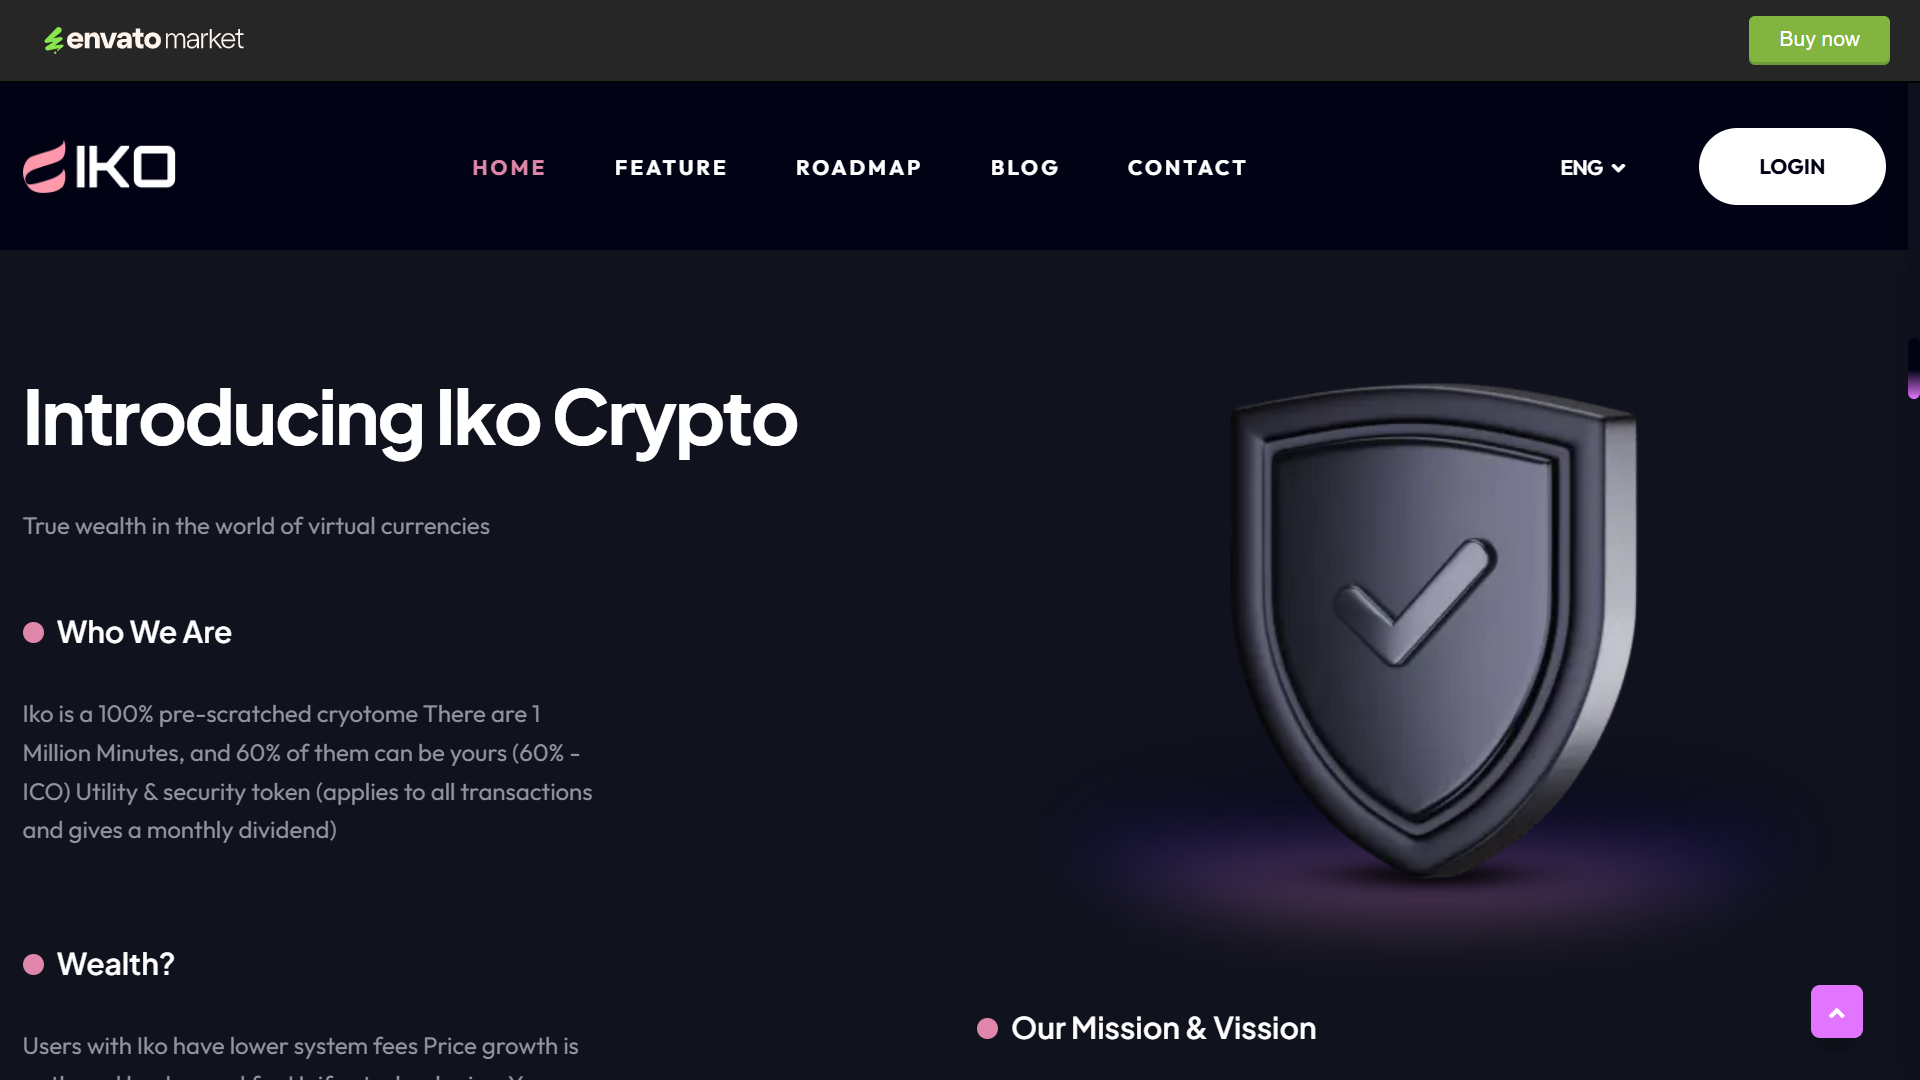 envato market
Buy now
IKO
HOME
FEATURE
ROADMAP
BLOG
CONTACT
ENG
LOGIN
Introducing Iko Crypto
True wealth in the world of virtual currencies
Who We Are
Iko is a 100% pre-scratched cryotome There are 1
Million Minutes, and 60% of them can be yours (60% -
ICO) Utility & security token (applies to all transactions
and gives a monthly dividend)
Wealth?
Users with Iko have lower system fees Price growth is
Our Mission & Vission